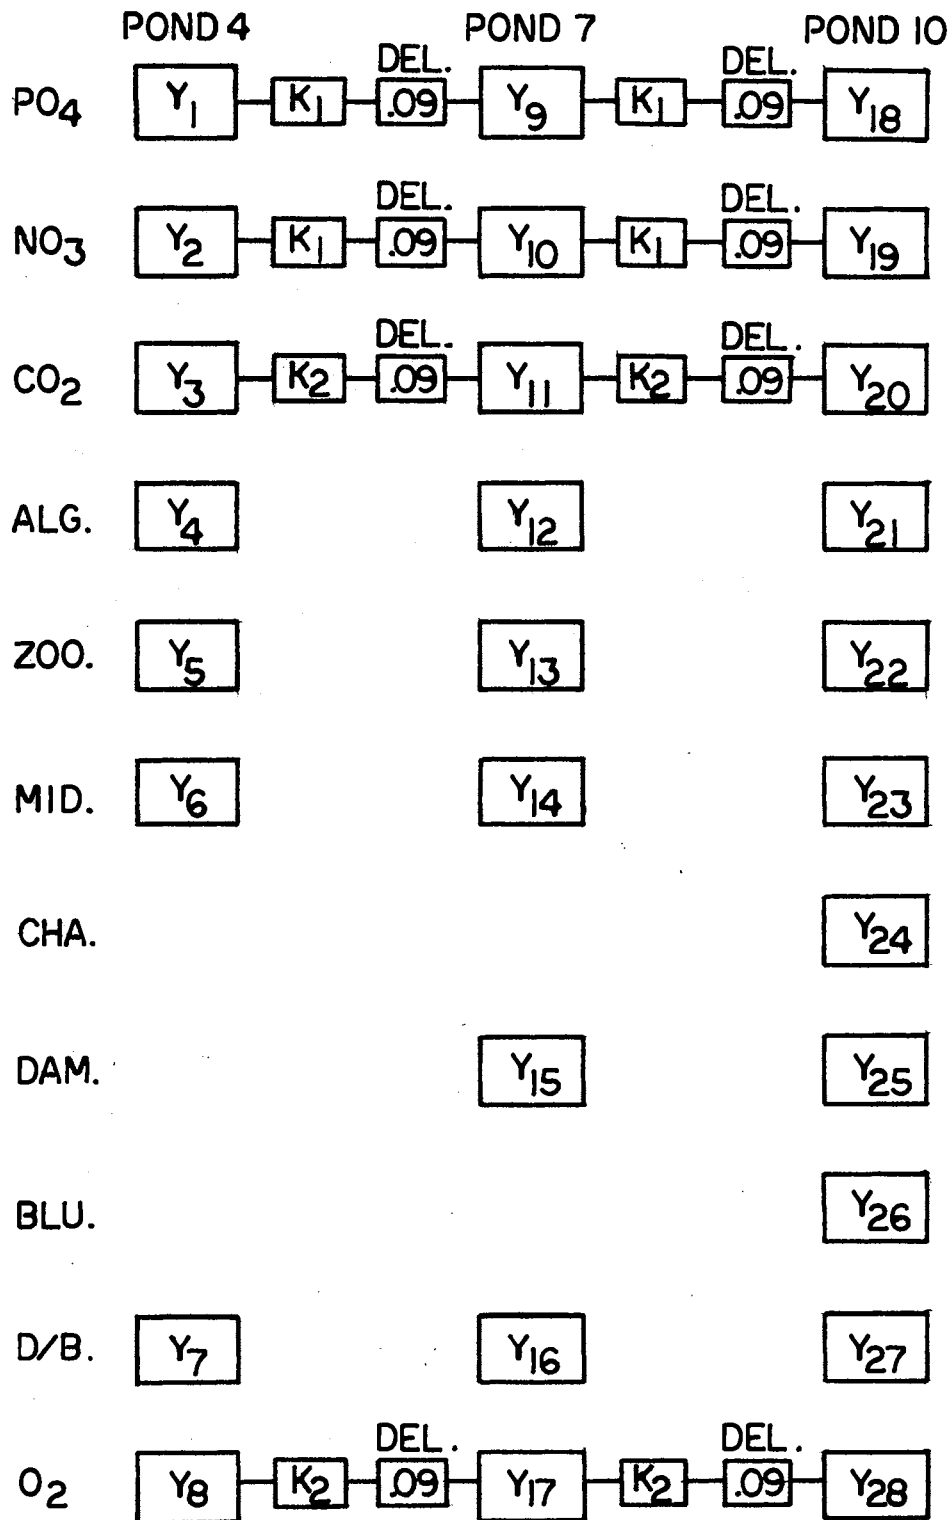 POND 4 POND 7 POND 10
DEL. DEL.
PO4 Y1 K1 .09 Y9 K1 .09 Y18
DEL. DEL.
NO3 Y2 K1 .09 Y10 K1 .09 Y19
DEL. DEL.
CO2 Y3 K2 .09 Y11 K2 .09 Y20
ALG. Y4 Y12 Y21
ZOO. Y5 Y13 Y22
MID. Y6 Y14 Y23
CHA. Y24
DAM. Y15 Y25
BLU. Y26
D/B. Y7 Y16 Y27
DEL. DEL.
O2 Y8 K2 .09 Y17 K2 .09 Y28